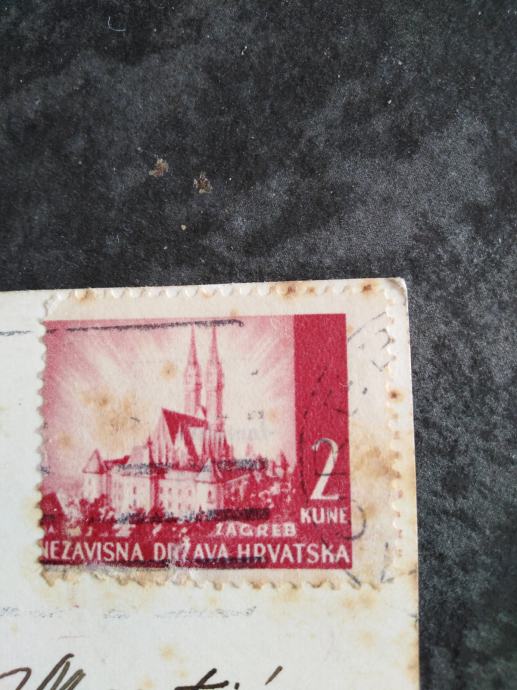 2
KUNE
ZAGREB
NEZAVISNA DRŽAVA HRVATSKA